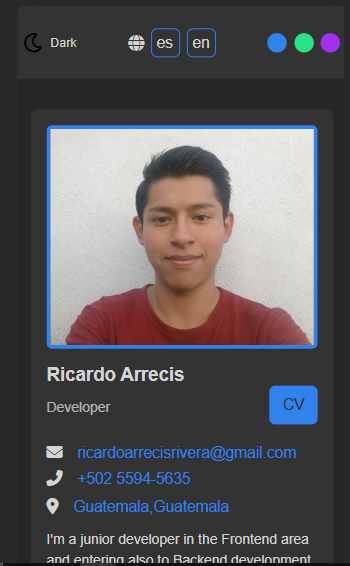 Dark es en
Ricardo Arrecis
Developer
CV
ricardoarrecisrivera@gmail.com
+502 5594-5635
Guatemala,Guatemala
I'm a junior developer in the Frontend area
and entering also to Backend development